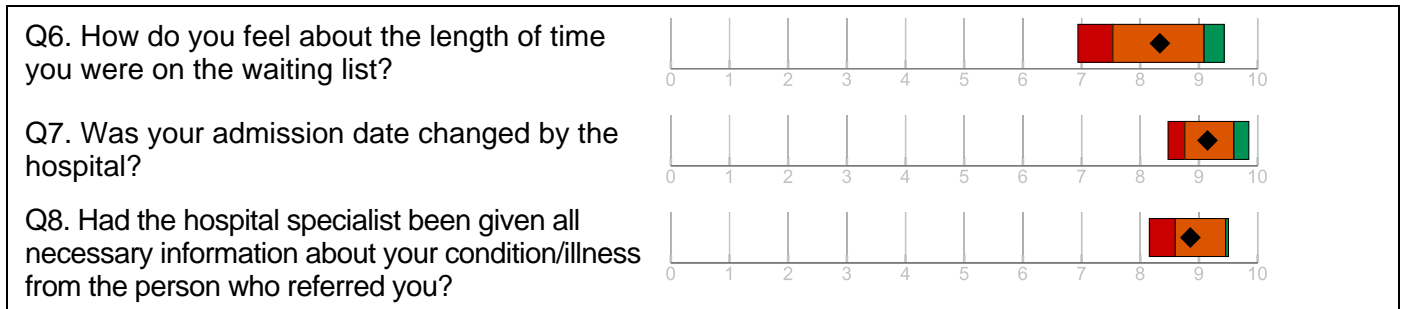 Q6. How do you feel about the length of time
you were on the waiting list?
0 1 2 3 4 5 6 7 8 9 10
Q7. Was your admission date changed by the
hospital?
0 1 2 3 4 5 6 7 8 9 10
Q8. Had the hospital specialist been given all
necessary information about your condition/illness
from the person who referred you?
0 1 2 3 4 5 6 7 8 9 10